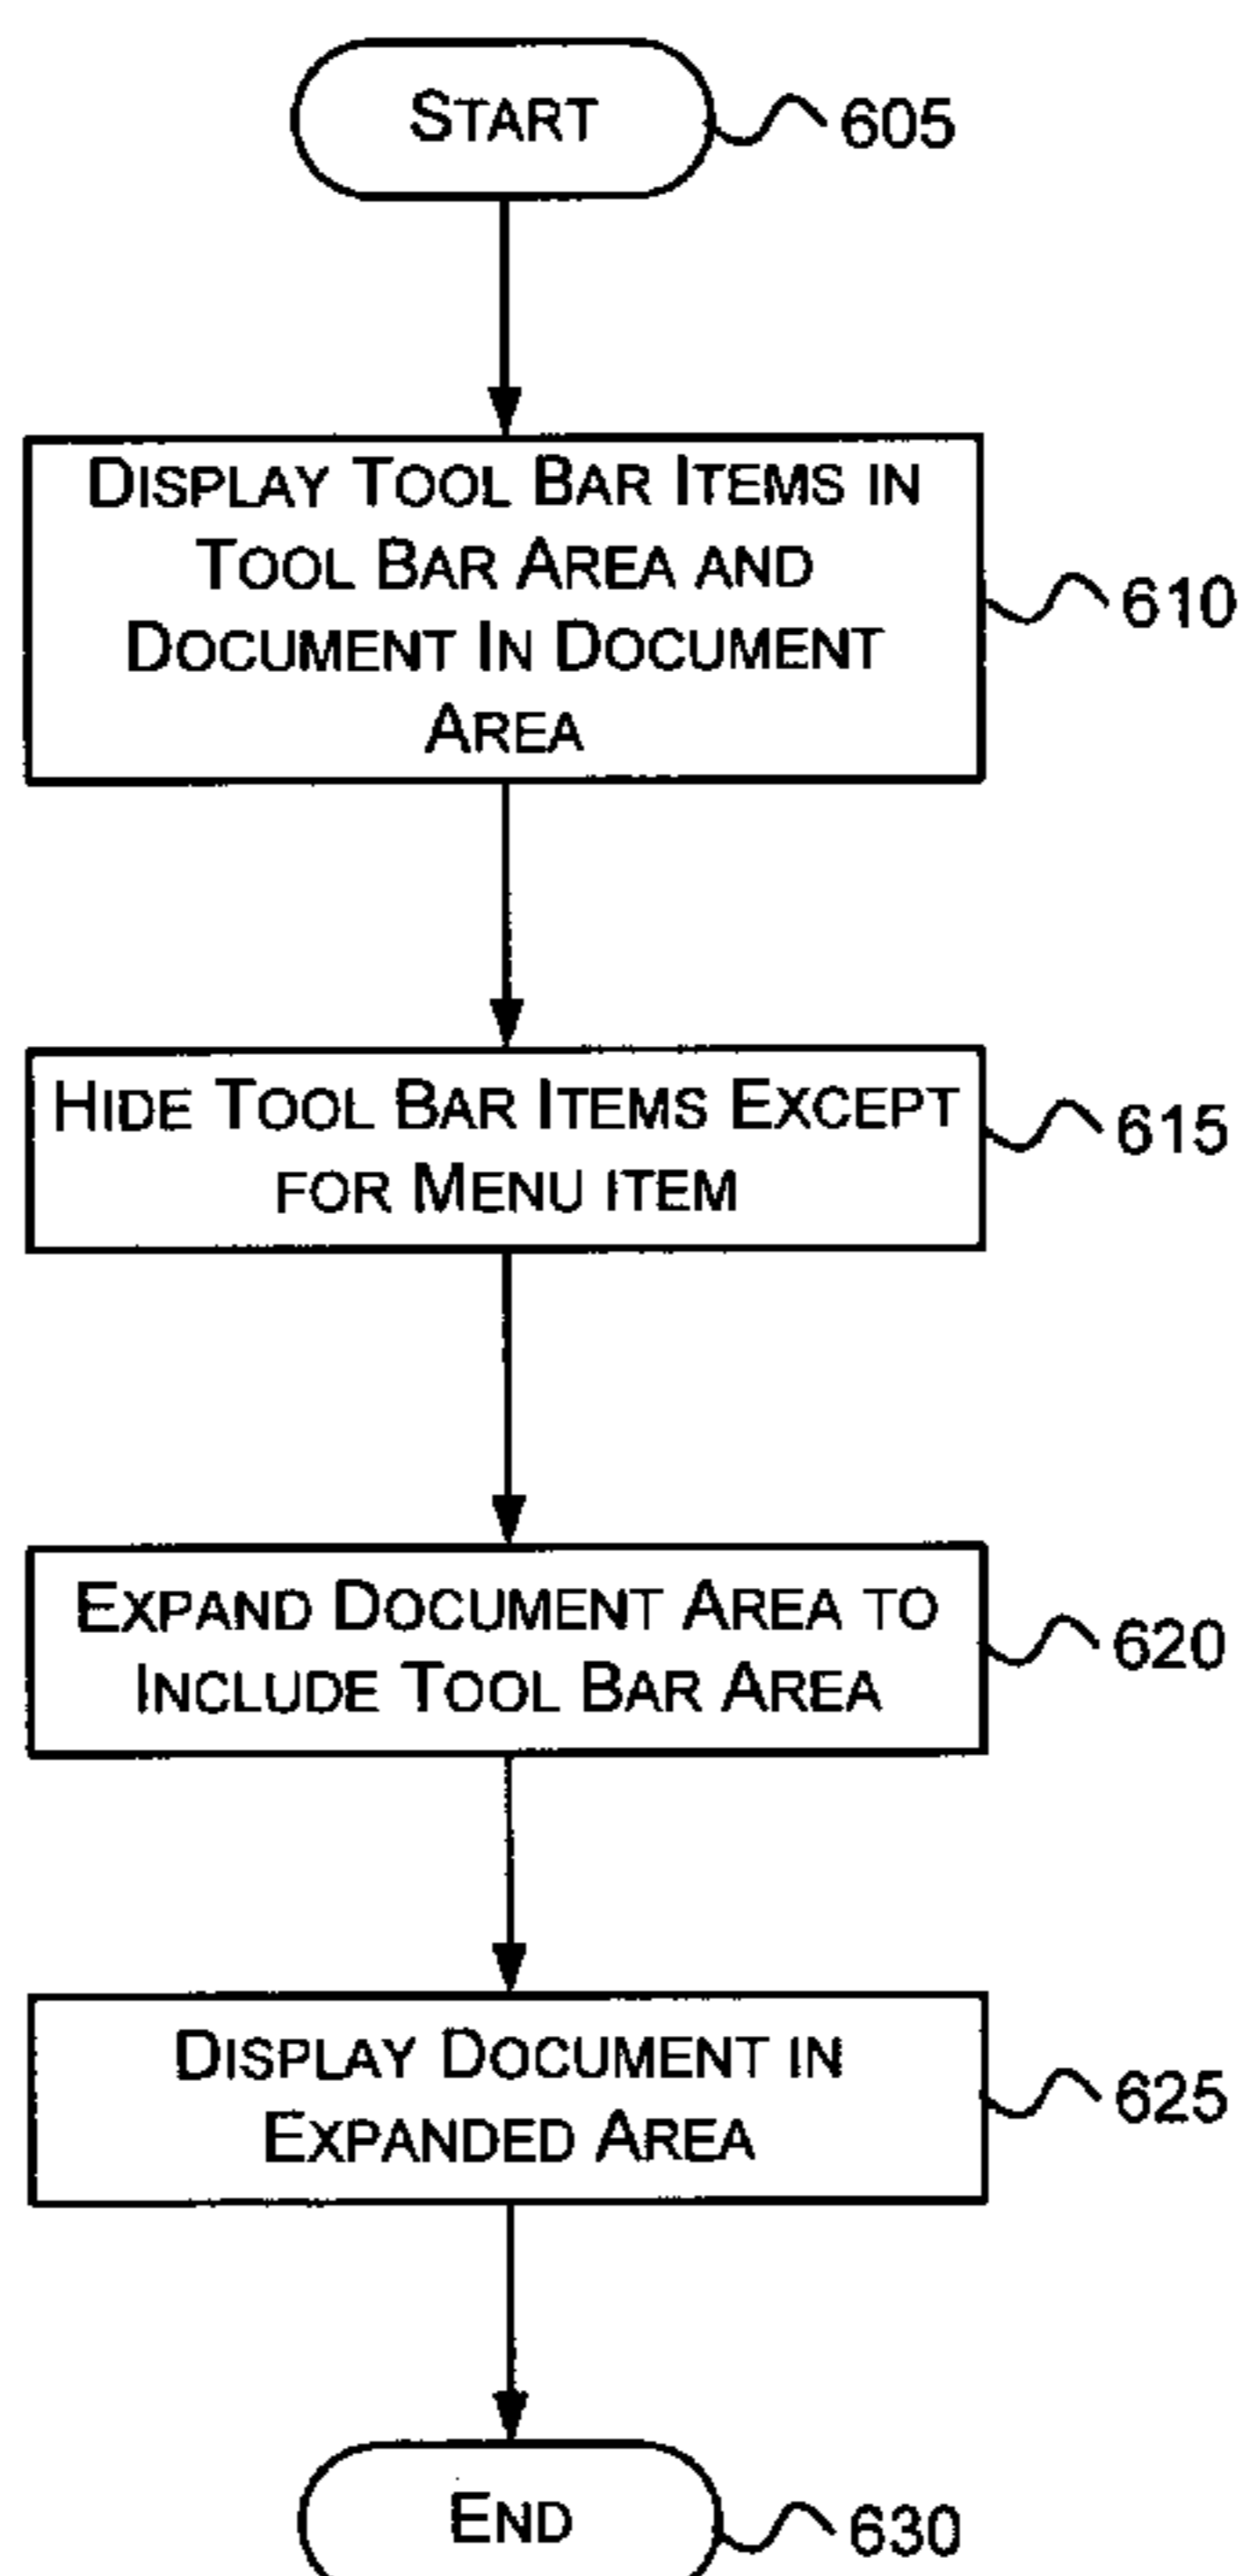 START
605
DISPLAY TOOL BAR ITEMS IN
TOOL BAR AREA AND
DOCUMENT IN DOCUMENT
AREA
610
HIDE TOOL BAR ITEMS EXCEPT
FOR MENU ITEM
615
EXPAND DOCUMENT AREA TO
INCLUDE TOOL BAR AREA
620
DISPLAY DOCUMENT IN
EXPANDED AREA
625
END
630